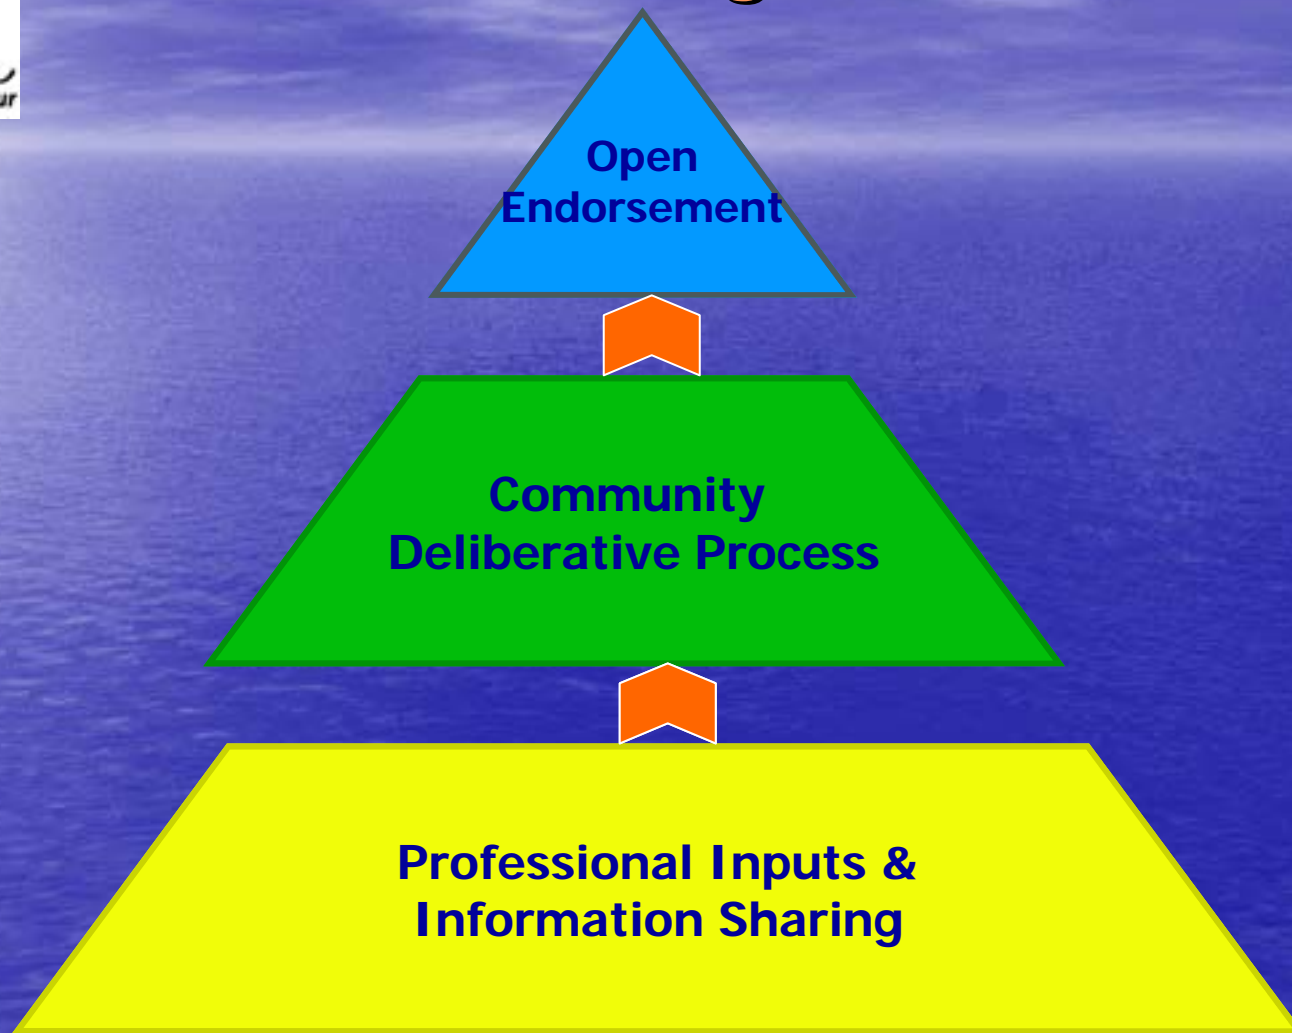 Open
Endorsement
Community
Deliberative Process
Professional Inputs &
Information Sharing